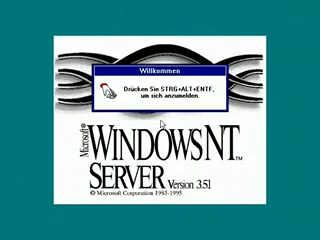 Willkommen
Drücken Sie STRG+ALT+ENTF,
um sich anzumelden.
Microsoft®
WINDOWS NT™
SERVER Version 3.51
© Microsoft Corporation 1985-1995